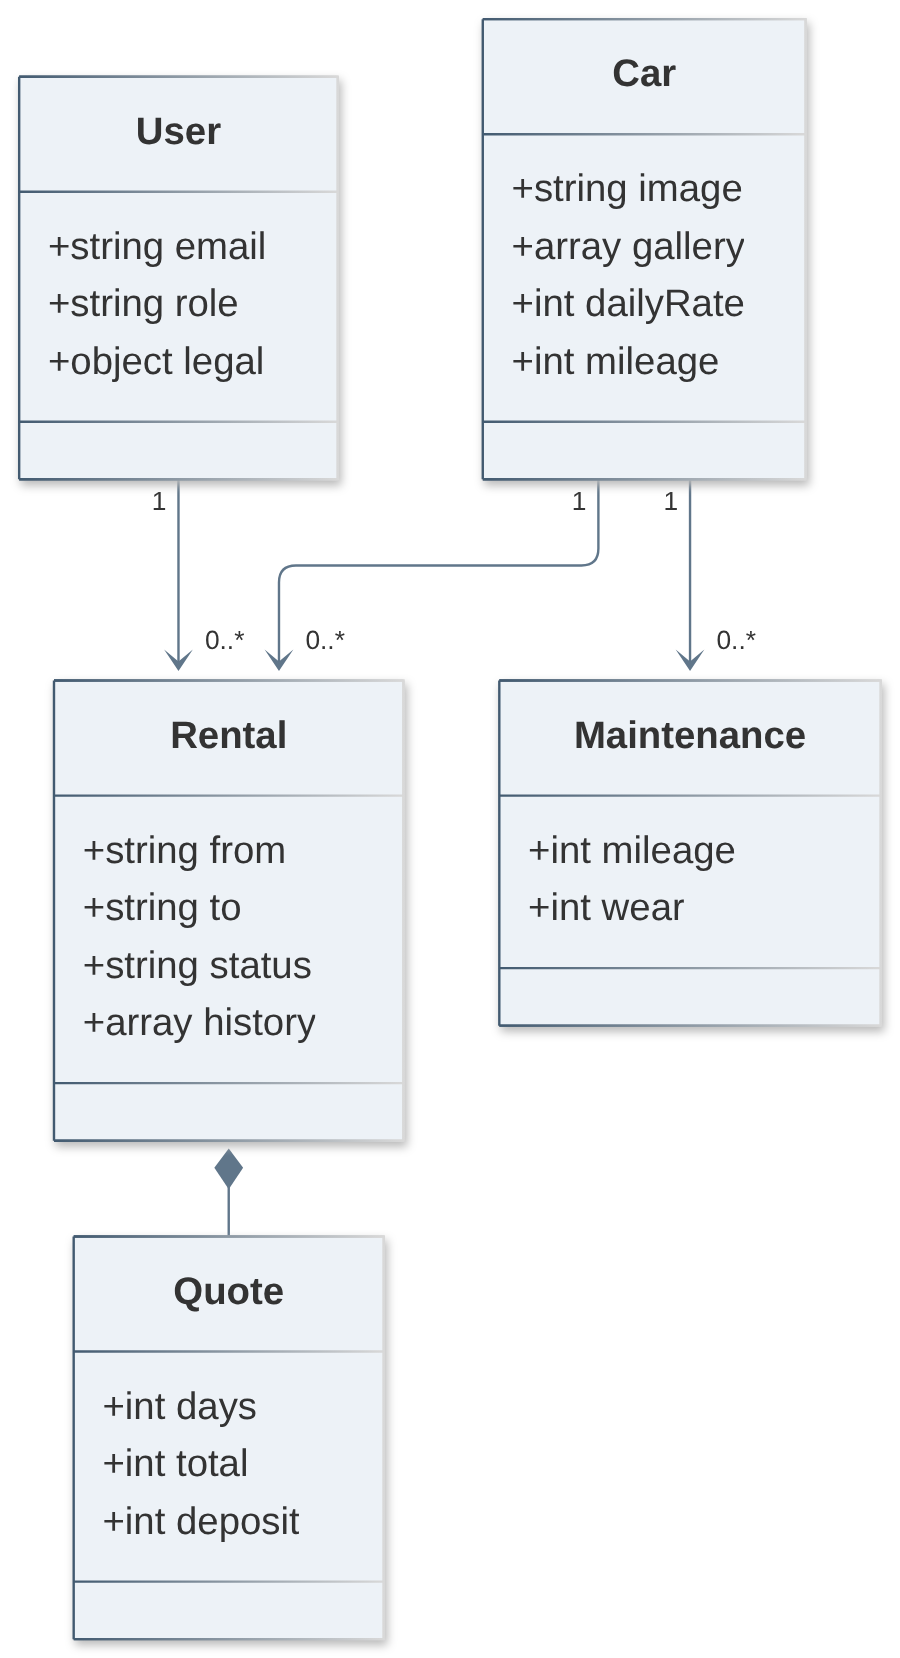 User
+string email
+string role
+object legal
Car
+string image
+array gallery
+int dailyRate
+int mileage
1
1
1
0..*
0..*
0..*
Rental
+string from
+string to
+string status
+array history
Maintenance
+int mileage
+int wear
Quote
+int days
+int total
+int deposit